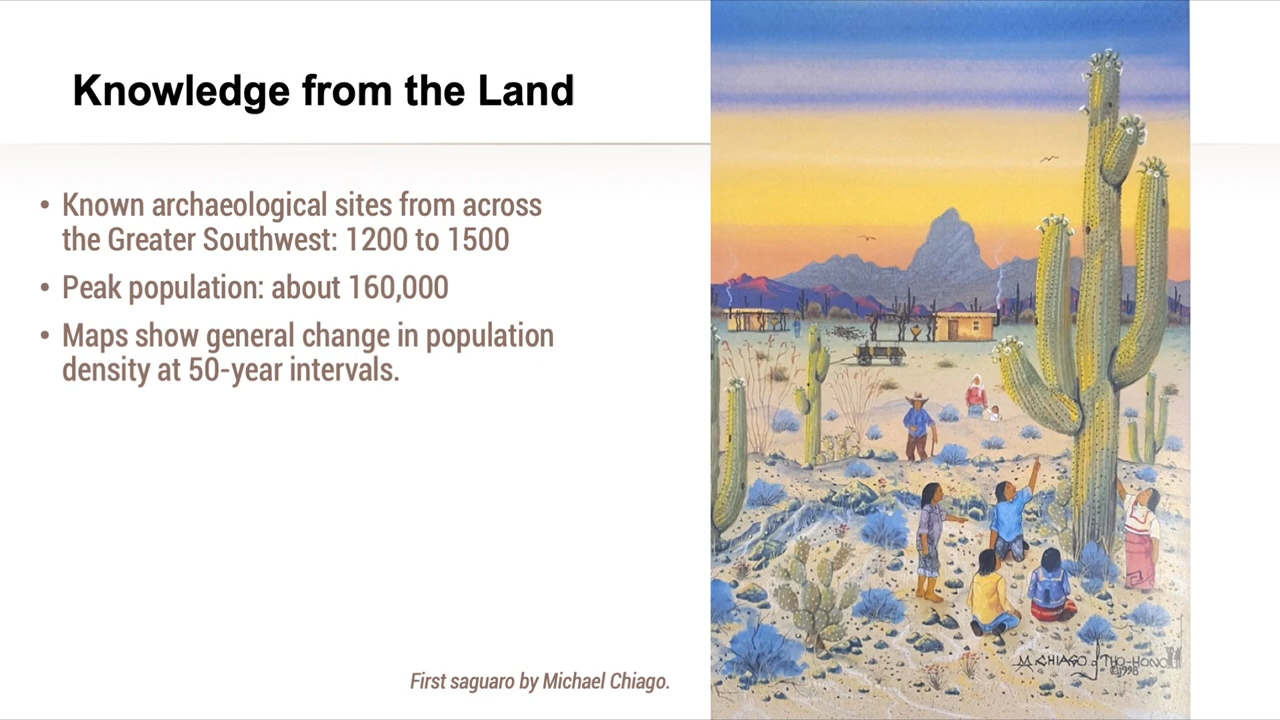 Knowledge from the Land
• Known archaeological sites from across
the Greater Southwest: 1200 to 1500
• Peak population: about 160,000
• Maps show general change in population
density at 50-year intervals.
First saguaro by Michael Chiago.
M CHIAGO
©1998